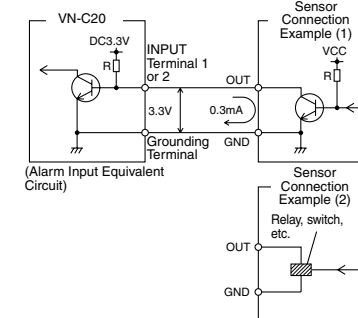 VN-C20
DC3.3V
R
INPUT
Terminal 1
or 2
3.3V
Grounding
Terminal
(Alarm Input Equivalent
Circuit)
Sensor
Connection
Example (1)
VCC
R
OUT
0.3mA
GND
Sensor
Connection
Example (2)
Relay, switch,
etc.
OUT
GND